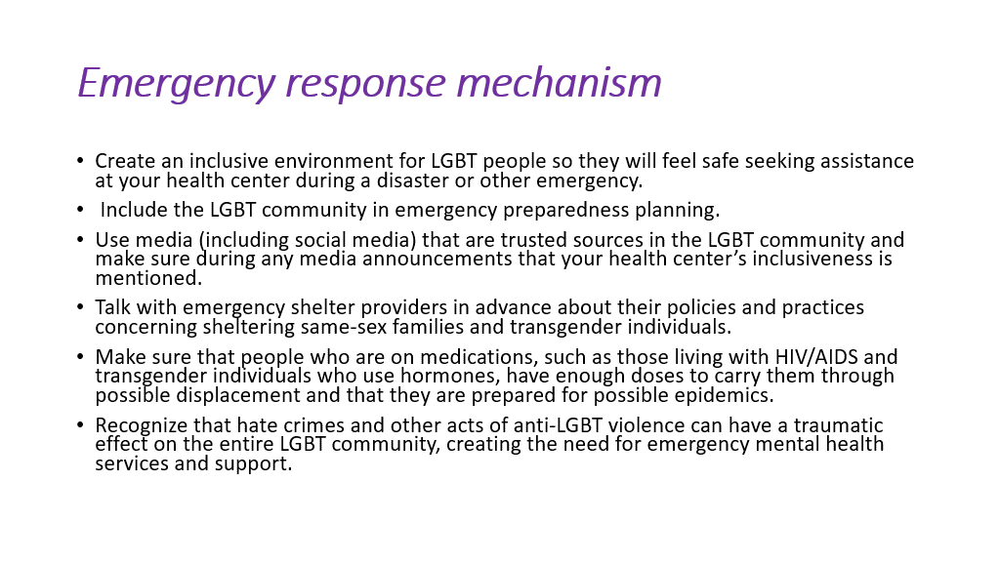 Emergency response mechanism
• Create an inclusive environment for LGBT people so they will feel safe seeking assistance
at your health center during a disaster or other emergency.
• Include the LGBT community in emergency preparedness planning.
• Use media (including social media) that are trusted sources in the LGBT community and
make sure during any media announcements that your health center’s inclusiveness is
mentioned.
• Talk with emergency shelter providers in advance about their policies and practices
concerning sheltering same-sex families and transgender individuals.
• Make sure that people who are on medications, such as those living with HIV/AIDS and
transgender individuals who use hormones, have enough doses to carry them through
possible displacement and that they are prepared for possible epidemics.
• Recognize that hate crimes and other acts of anti-LGBT violence can have a traumatic
effect on the entire LGBT community, creating the need for emergency mental health
services and support.